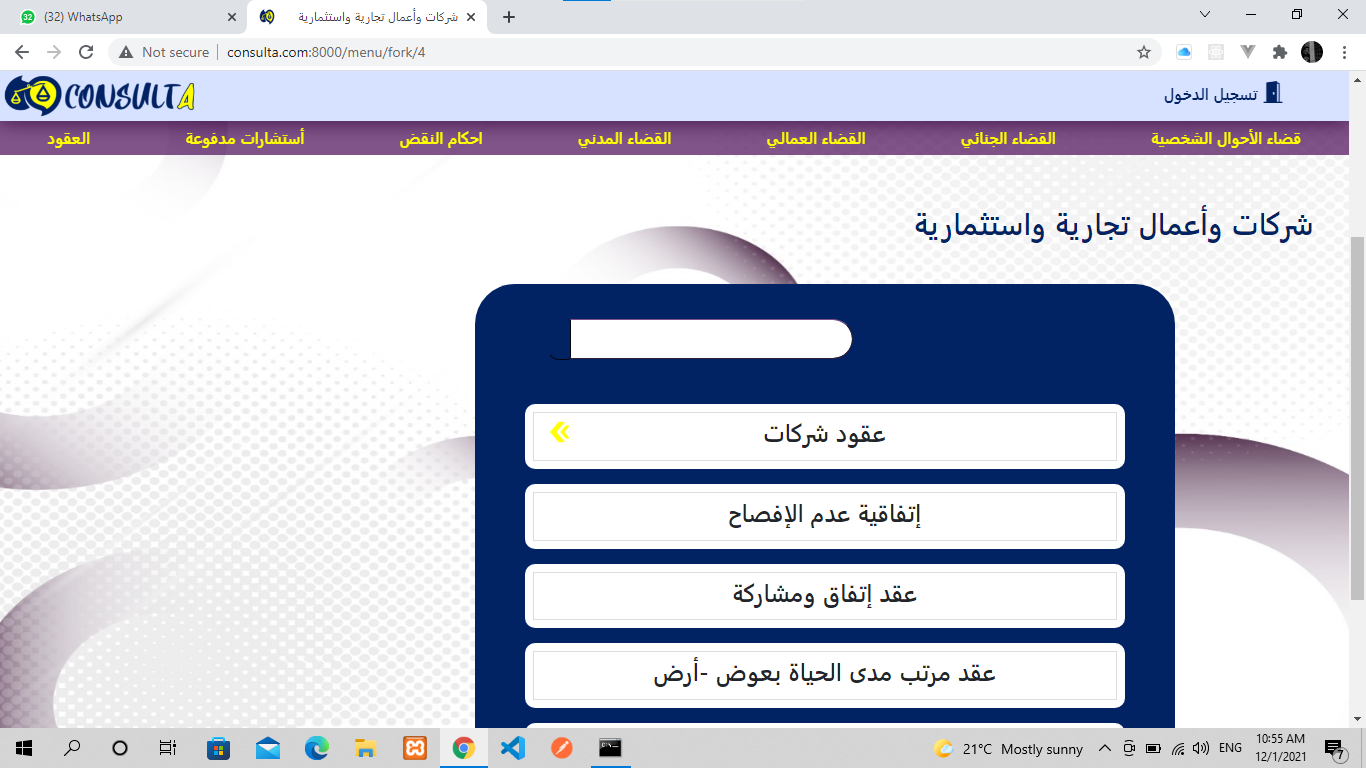 (32) WhatsApp
شركات وأعمال تجارية واستثمارية
Not secure
consulta.com:8000/menu/fork/4
CONSULTA
تسجيل الدخول
قضاء الأحوال الشخصية
القضاء الجنائي
القضاء العمالي
القضاء المدني
احكام النقض
أستشارات مدفوعة
العقود
شركات وأعمال تجارية واستثمارية
عقود شركات
إتفاقية عدم الإفصاح
عقد إتفاق ومشاركة
عقد مرتب مدى الحياة بعوض -أرض
21°C Mostly sunny
ENG
10:55 AM
12/1/2021
7